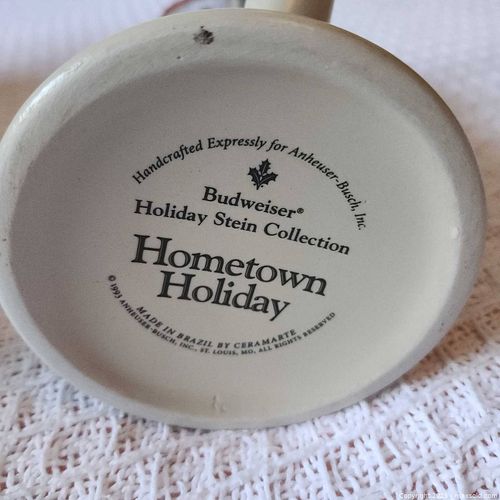 Handcrafted Expressly for Anheuser-Busch, Inc.
Budweiser®
Holiday Stein Collection
Hometown
Holiday
MADE IN BRAZIL BY CERAMARTE
© 1993 ANHEUSER-BUSCH, INC., ST. LOUIS, MO, ALL RIGHTS RESERVED